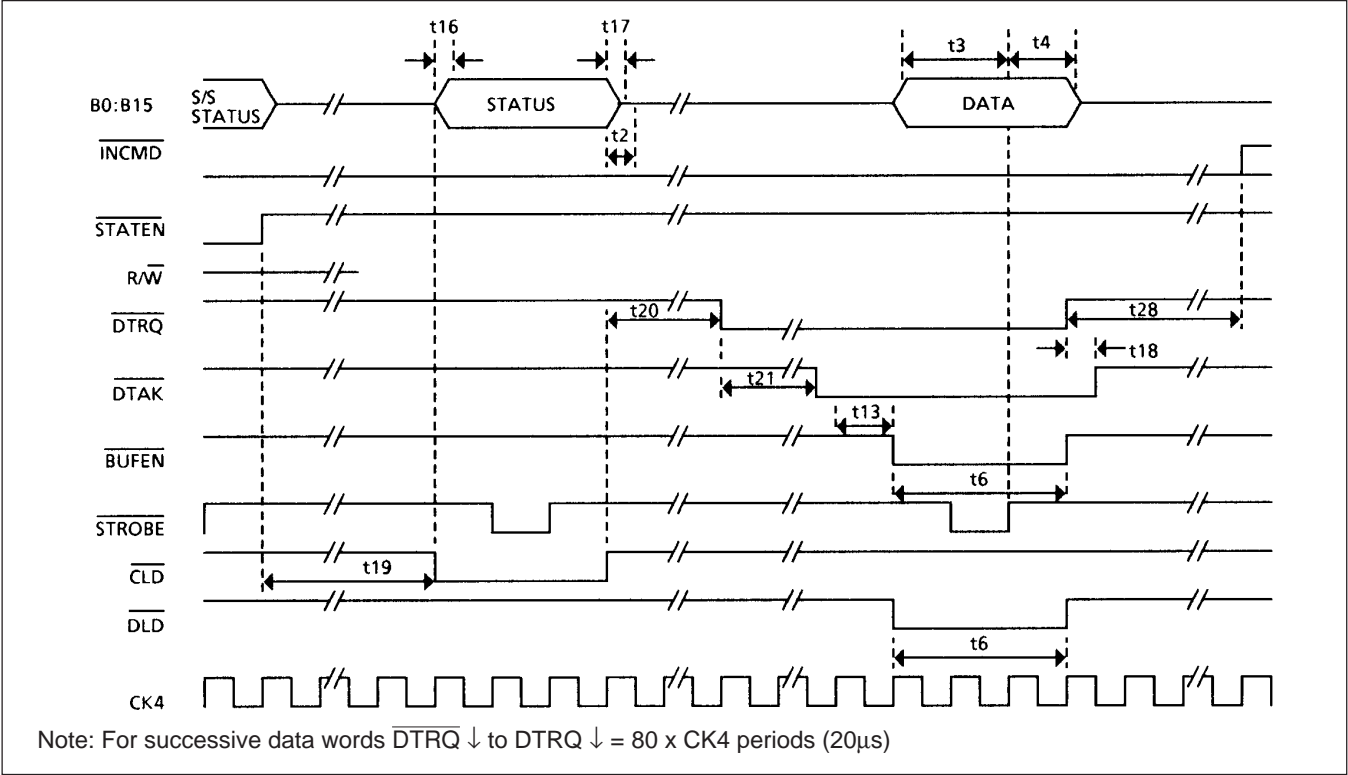 t16
t17
t3
t4
B0:B15
S/S
STATUS
STATUS
DATA
t2
INCMD
STATEN
R/W
DTRQ
t20
t28
t18
DTAK
t21
t13
BUFEN
t6
STROBE
CLD
t19
DLD
t6
CK4
Note: For successive data words DTRQ ↓ to DTRQ ↓ = 80 x CK4 periods (20µs)